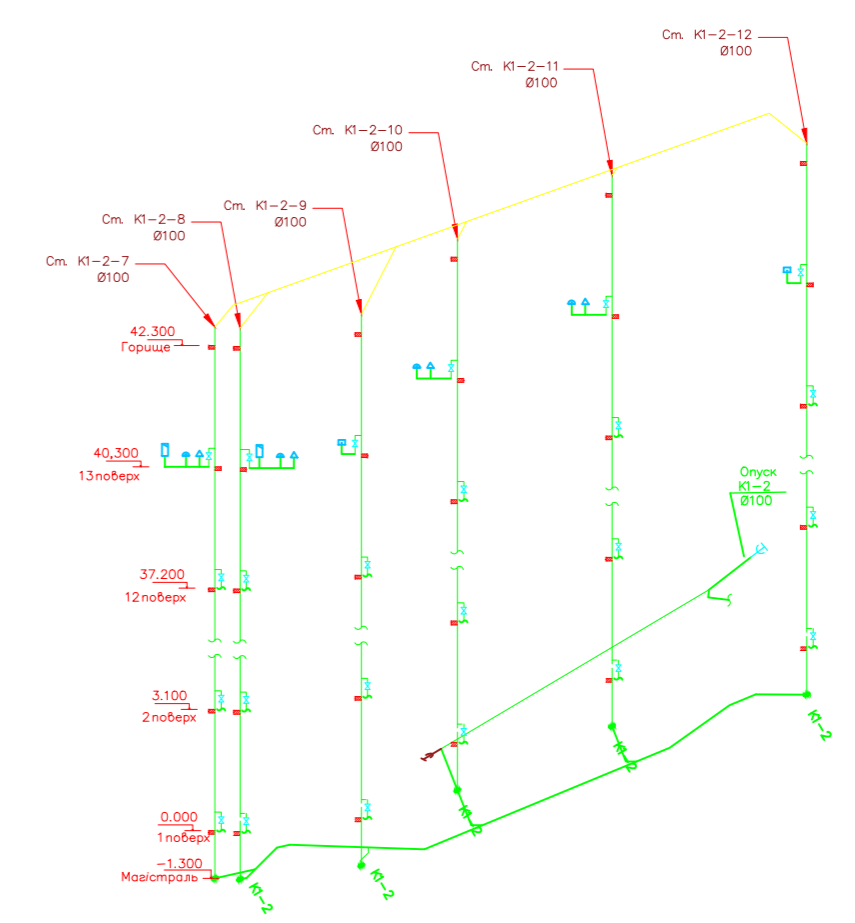 Ст. К1-2-12
Ø100
Ст. К1-2-11
Ø100
Ст. К1-2-10
Ø100
Ст. К1-2-9
Ø100
Ст. К1-2-8
Ø100
Ст. К1-2-7
Ø100
42.300
Горище
40,300
13поверх
Опуск
К1-2
Ø100
37.200
12поверх
3.100
2поверх
К1-2
К1-2
К1-2
0.000
1поверх
-1.300
Магістраль
К1-2
К1-2